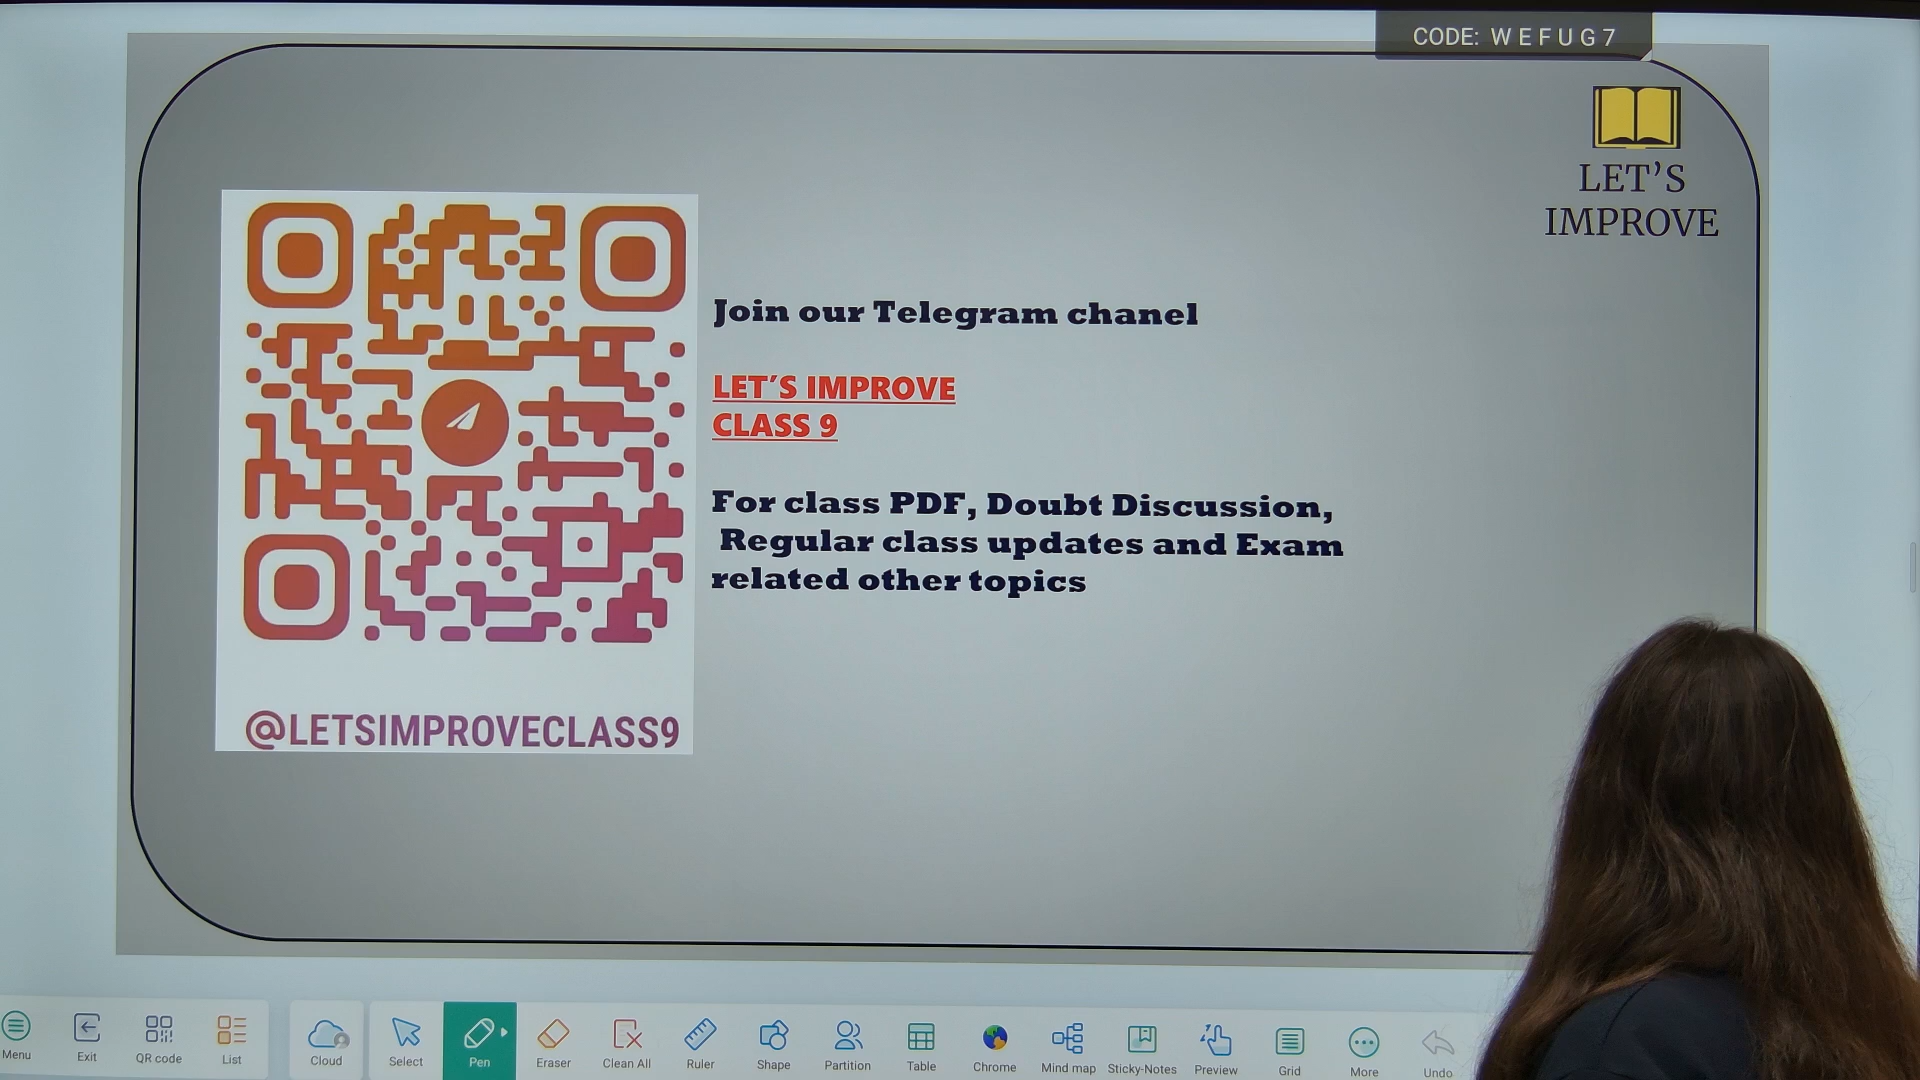 CODE: W E F U G 7
LET'S
IMPROVE
Join our Telegram chanel
LET'S IMPROVE
CLASS 9
For class PDF, Doubt Discussion,
Regular class updates and Exam
related other topics
@LETSIMPROVECLASS9
Menu
Exit
QR code
List
Cloud
Select
Pen
Eraser
Clean All
Ruler
Shape
Partition
Table
Chrome
Mind map
Sticky-Notes
Preview
Grid
More
Undo